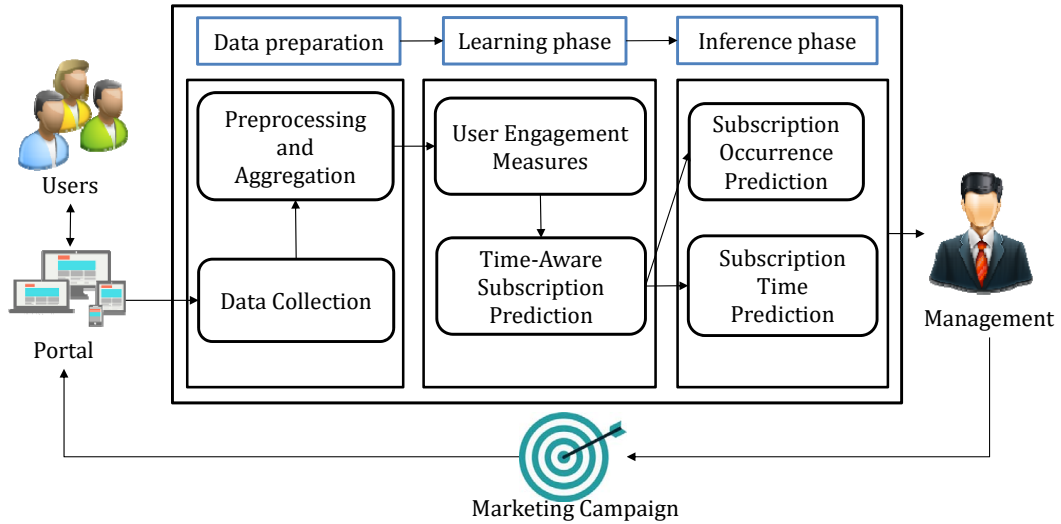 Data preparation
Learning phase
Inference phase
Preprocessing
and
Aggregation
User Engagement
Measures
Subscription
Occurrence
Prediction
Users
Data Collection
Time-Aware
Subscription
Prediction
Subscription
Time
Prediction
Management
Portal
Marketing Campaign